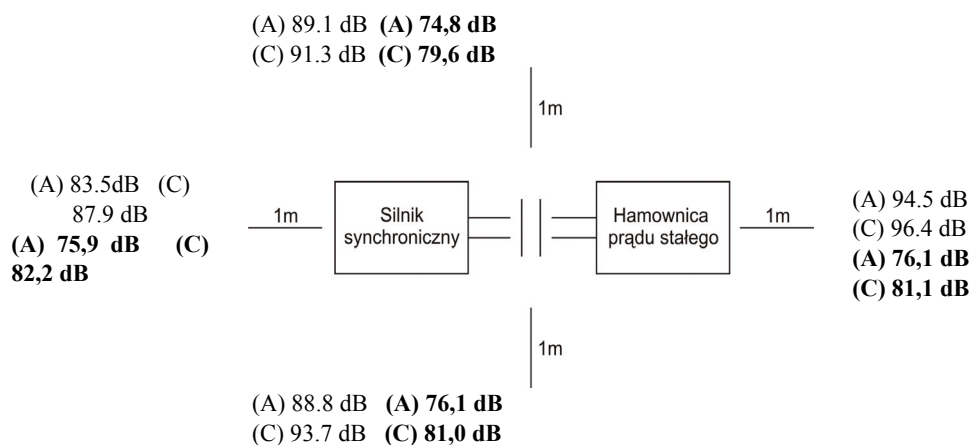 (A) 89.1 dB (A) 74,8 dB
(C) 91.3 dB (C) 79,6 dB
1m
(A) 83.5dB (C)
87.9 dB
(A) 75,9 dB (C)
82,2 dB
1m
Silnik
synchroniczny
Hamownica
prądu stałego
1m
(A) 94.5 dB
(C) 96.4 dB
(A) 76,1 dB
(C) 81,1 dB
1m
(A) 88.8 dB (A) 76,1 dB
(C) 93.7 dB (C) 81,0 dB